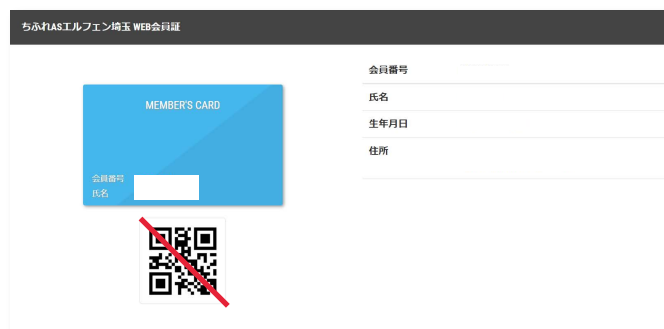 ちふれASエルフェン埼玉 WEB会員証
MEMBER'S CARD
会員番号
氏名
会員番号
氏名
生年月日
住所